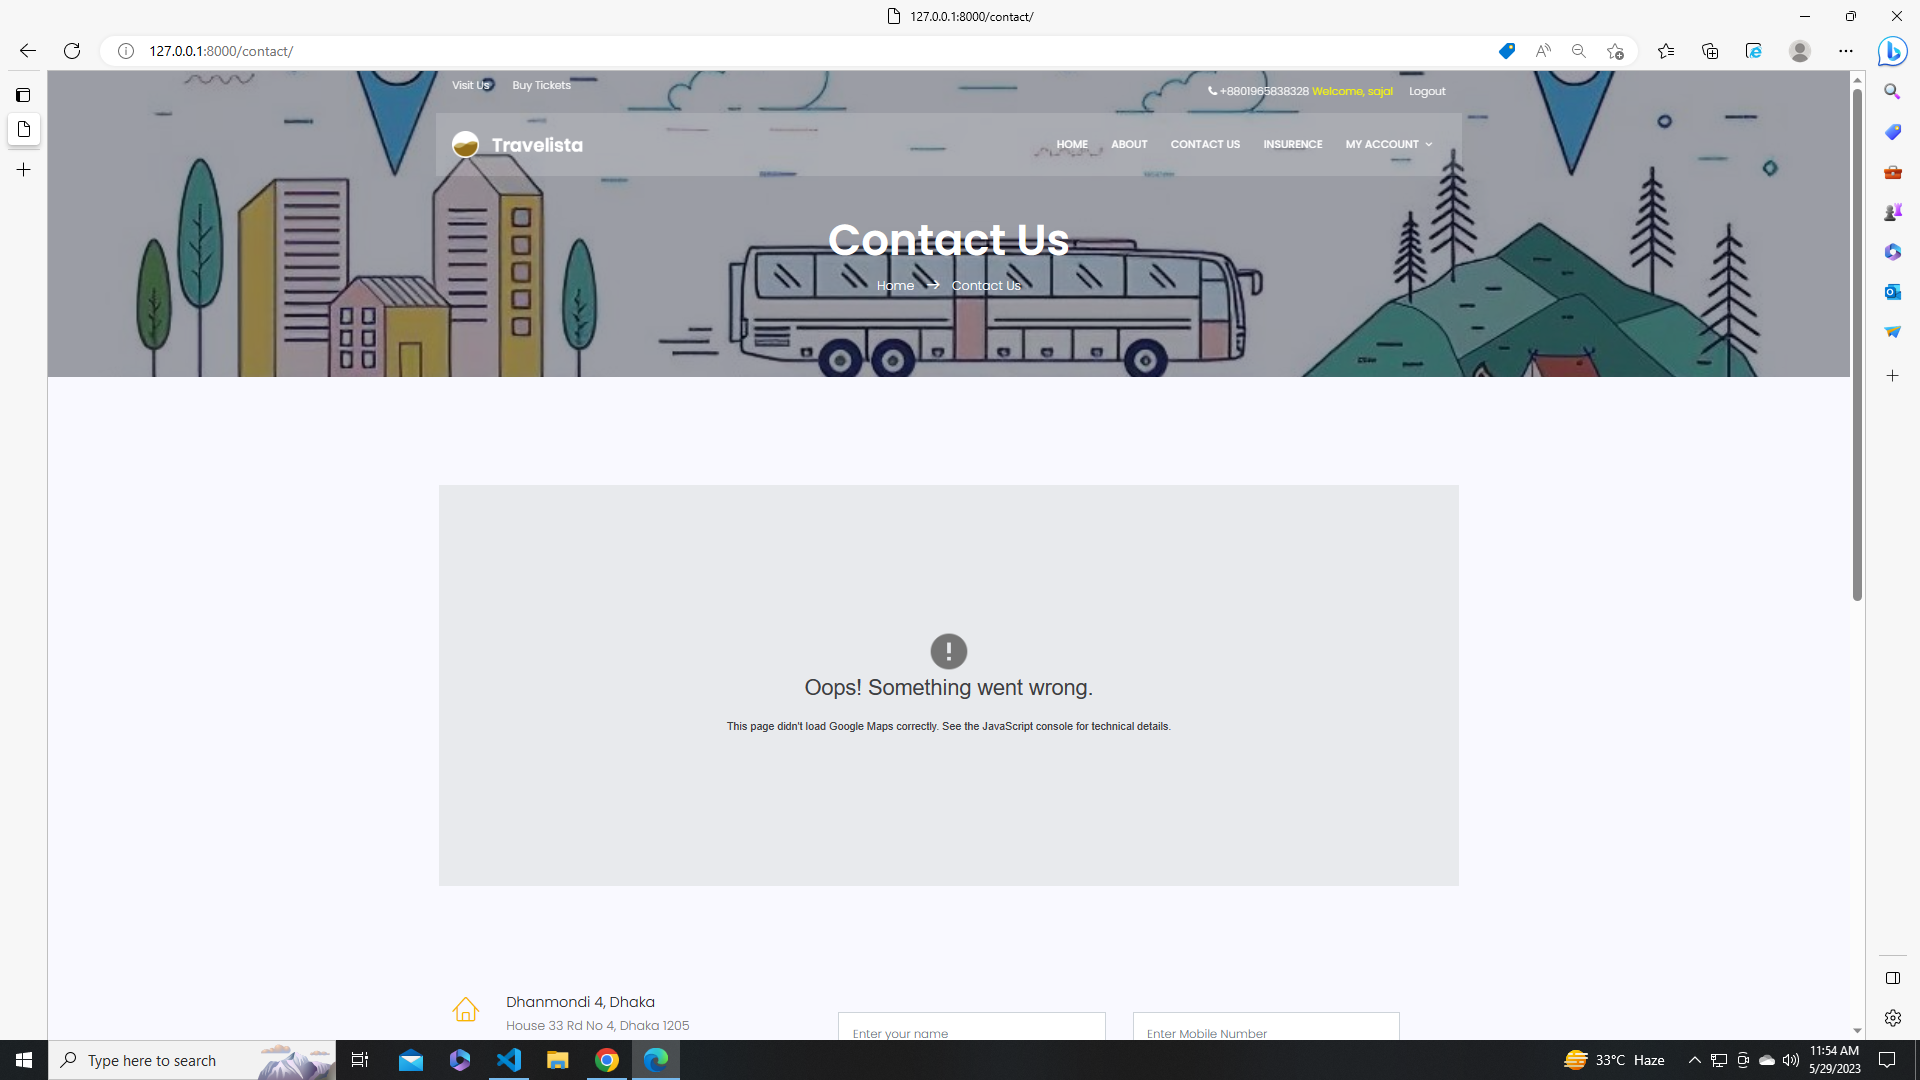 127.0.0.1:8000/contact/
127.0.0.1:8000/contact/
Visit Us
Buy Tickets
+8801965838328 Welcome, sajal
Logout
Travelista
HOME
ABOUT
CONTACT US
INSURENCE
MY ACCOUNT
Contact Us
Home → Contact Us
Oops! Something went wrong.
This page didn't load Google Maps correctly. See the JavaScript console for technical details.
Dhanmondi 4, Dhaka
House 33 Rd No 4, Dhaka 1205
Enter your name
Enter Mobile Number
Type here to search
33°C Haze
11:54 AM
5/29/2023